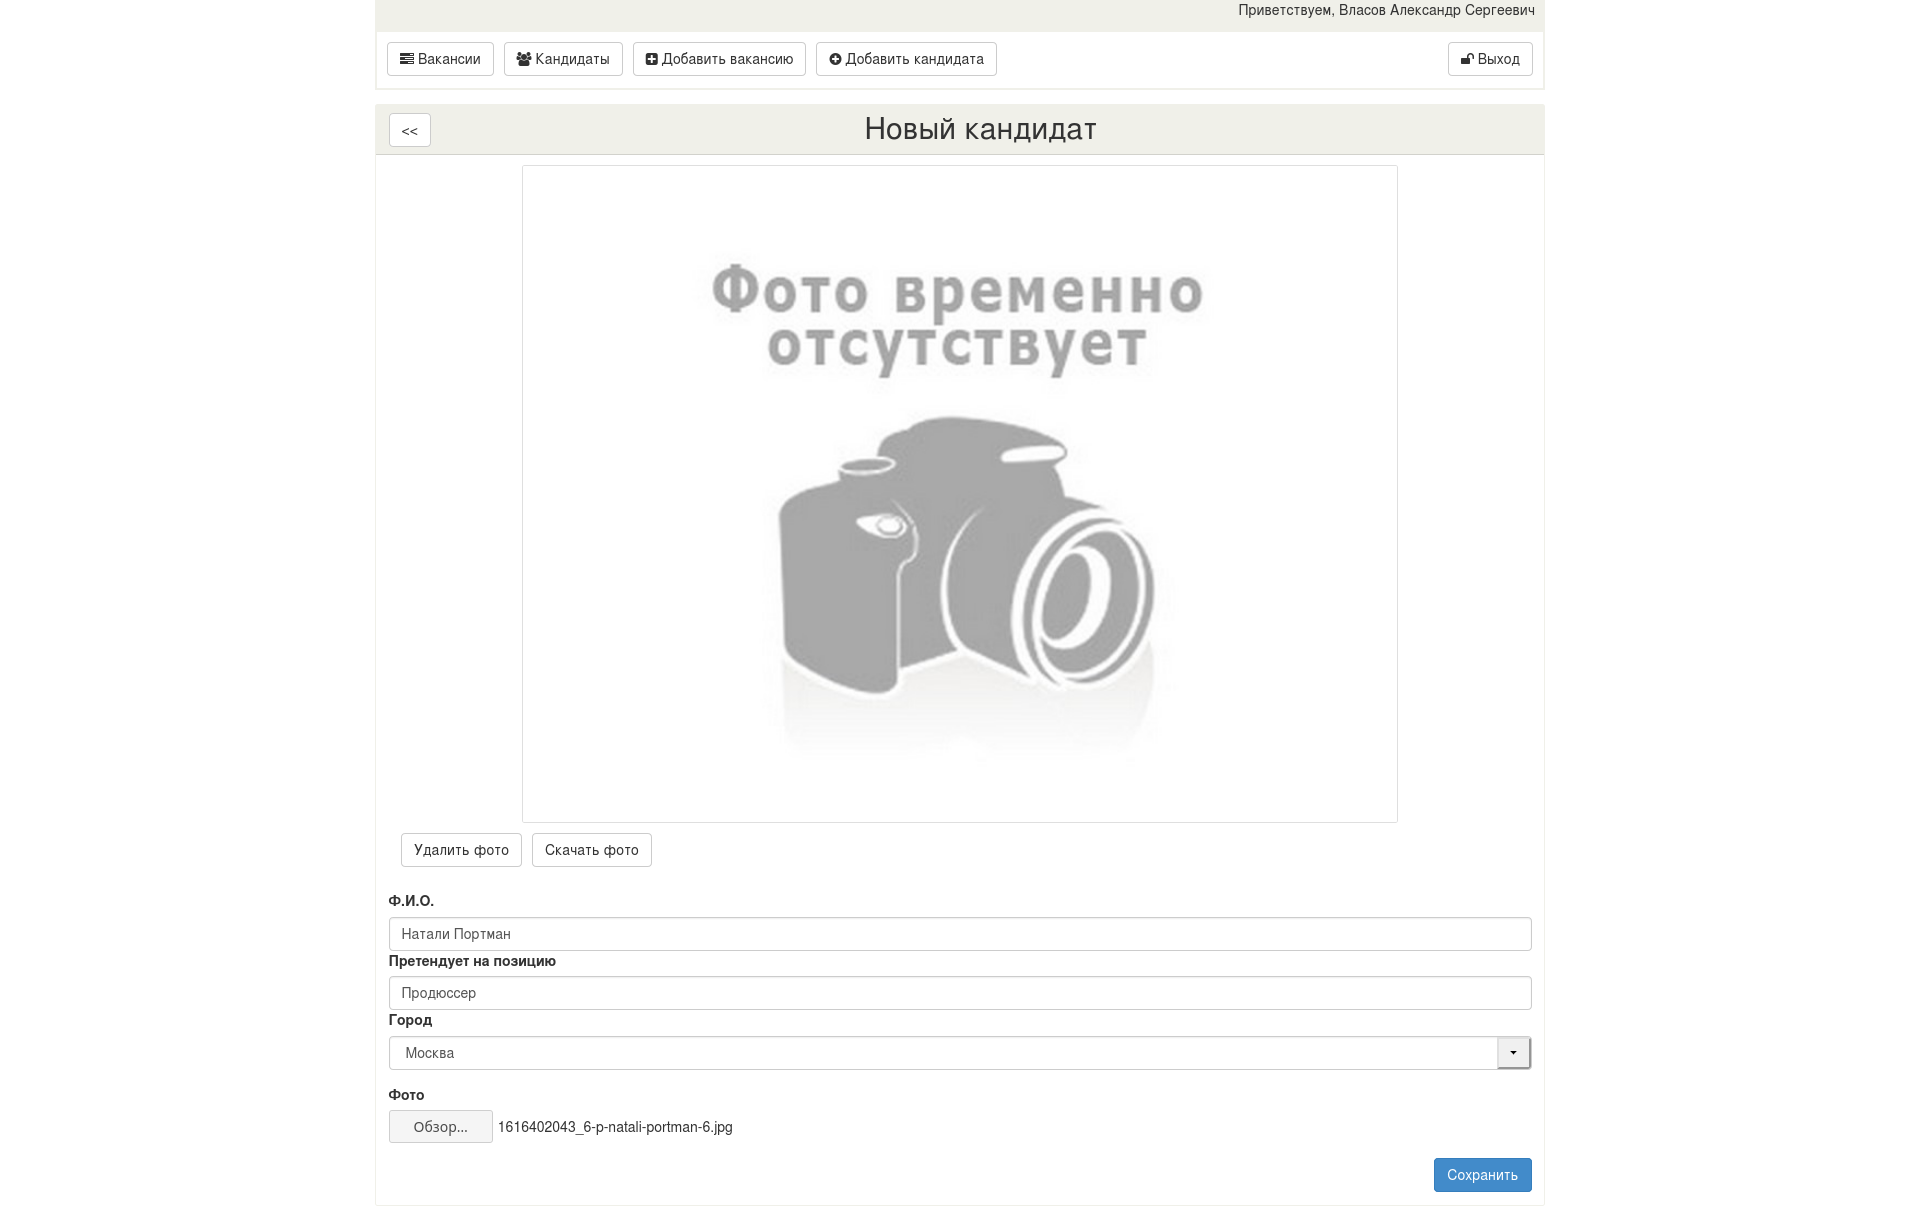 Приветствуем, Власов Александр Сергеевич
Вакансии Кандидаты Добавить вакансию Добавить кандидата Выход
<< Новый кандидат
Фото временно
отсутствует
Удалить фото Скачать фото
Ф.И.О.
Натали Портман
Претендует на позицию
Продюссер
Город
Москва
Фото
Обзор... 1616402043_6-p-natali-portman-6.jpg
Сохранить